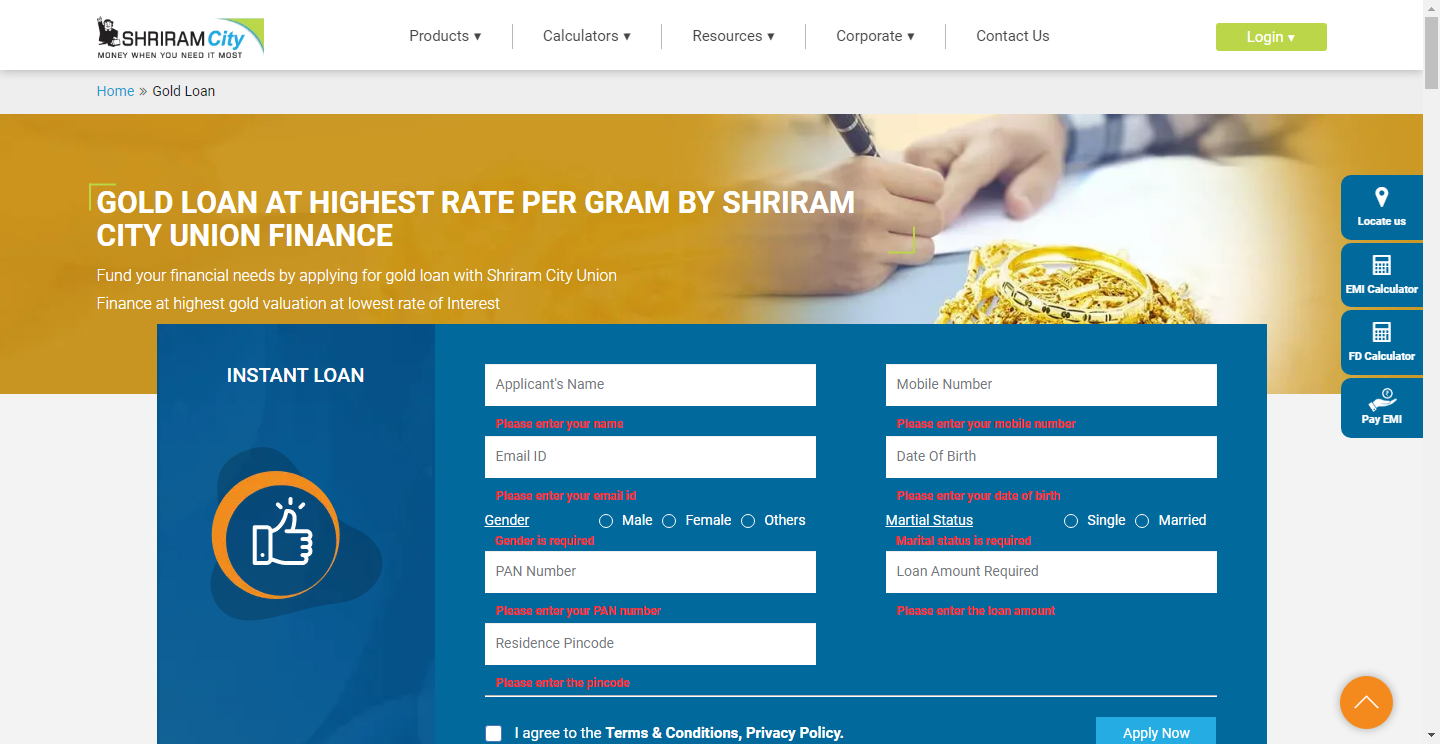 SHRIRAM City
MONEY WHEN YOU NEED IT MOST
Products ▾
Calculators ▾
Resources ▾
Corporate ▾
Contact Us
Login ▾
Home » Gold Loan
GOLD LOAN AT HIGHEST RATE PER GRAM BY SHRIRAM
CITY UNION FINANCE
Fund your financial needs by applying for gold loan with Shriram City Union
Finance at highest gold valuation at lowest rate of Interest
Locate us
EMI Calculator
FD Calculator
Pay EMI
INSTANT LOAN
Applicant's Name
Mobile Number
Please enter your name
Please enter your mobile number
Email ID
Date Of Birth
Please enter your email id
Please enter your date of birth
Gender Male Female Others
Martial Status Single Married
Gender is required
Marital status is required
PAN Number
Loan Amount Required
Please enter your PAN number
Please enter the loan amount
Residence Pincode
Please enter the pincode
I agree to the Terms & Conditions, Privacy Policy.
Apply Now